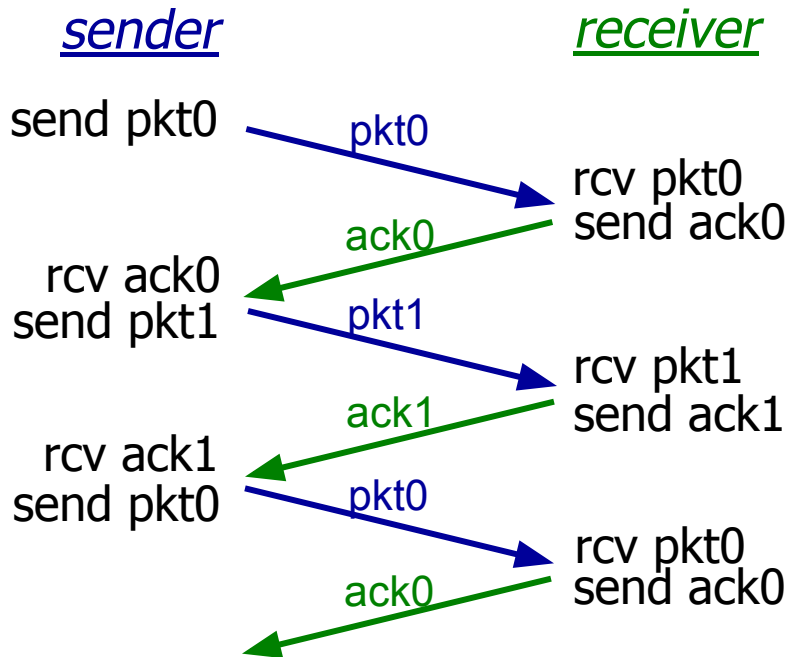 sender
receiver
send pkt0
pkt0
rcv pkt0
send ack0
ack0
rcv ack0
send pkt1
pkt1
rcv pkt1
send ack1
ack1
rcv ack1
send pkt0
pkt0
rcv pkt0
send ack0
ack0